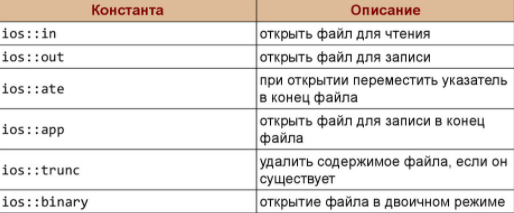 Константа Описание
ios::in открыть файл для чтения
ios::out открыть файл для записи
ios::ate при открытии переместить указатель
в конец файла
ios::app открыть файл для записи в конец
файла
ios::trunc удалить содержимое файла, если он
существует
ios::binary открытие файла в двоичном режиме